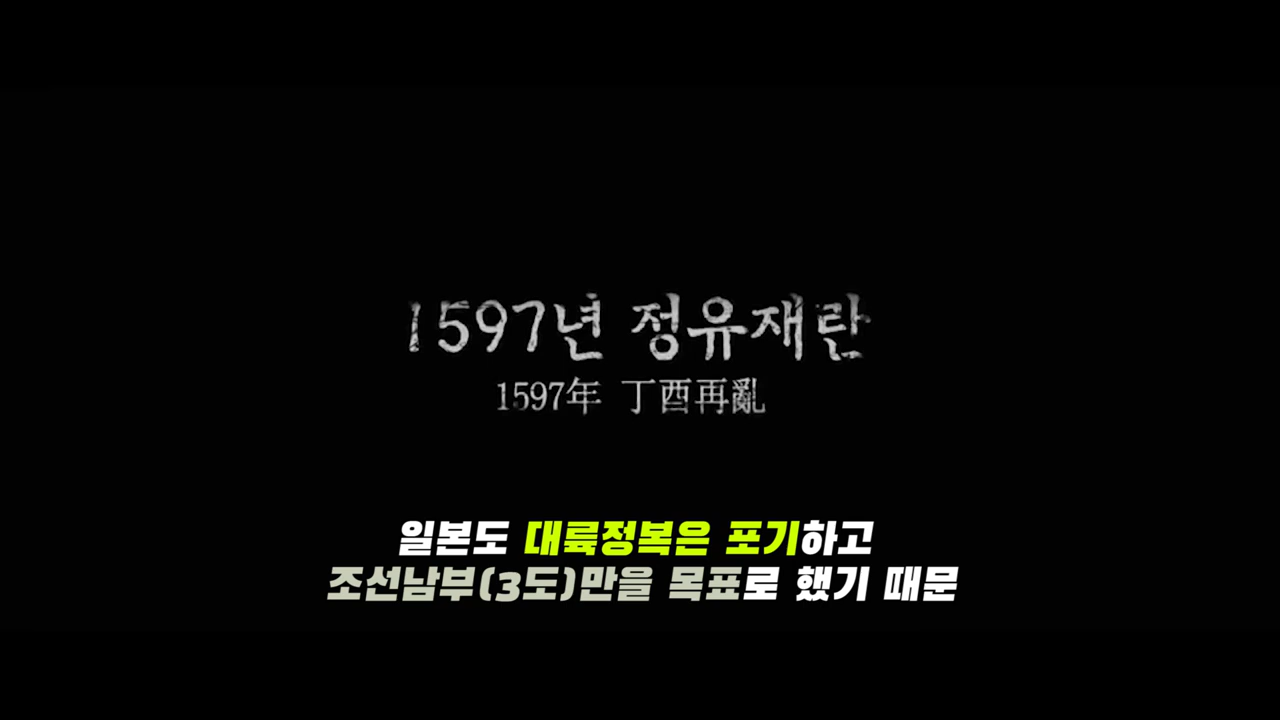 1597년 정유재란
1597年 丁酉再亂
일본도 대륙정복은 포기하고
조선남부(3도)만을 목표로 했기 때문